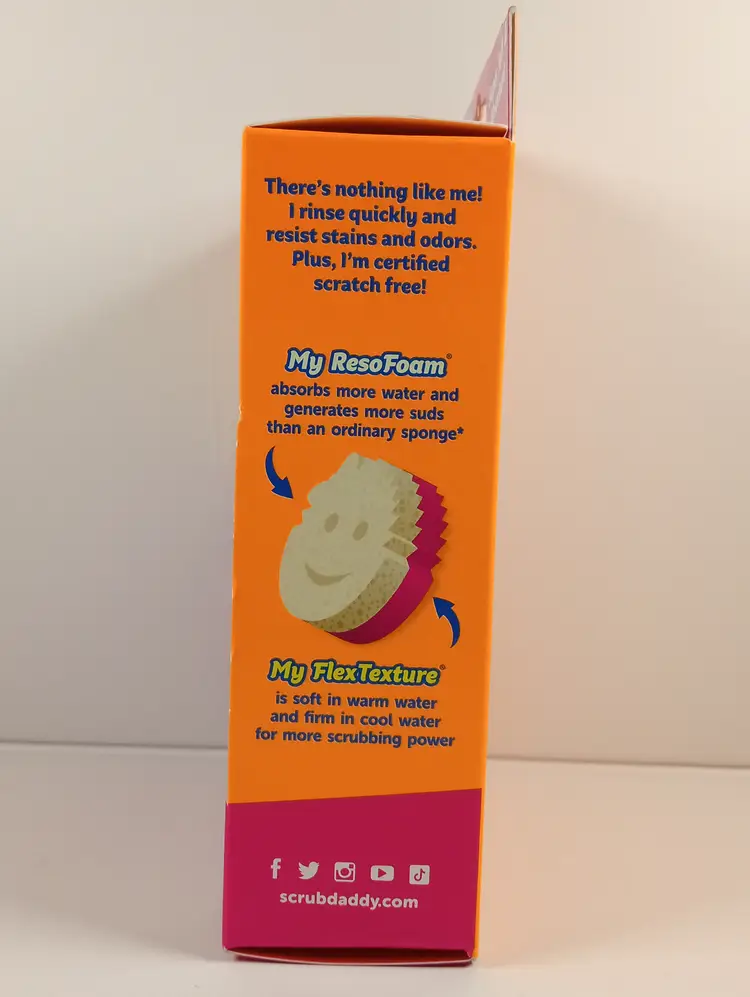 There's nothing like me!
I rinse quickly and
resist stains and odors.
Plus, I'm certified
scratch free!
My ResoFoam®
absorbs more water and
generates more suds
than an ordinary sponge*
My FlexTexture®
is soft in warm water
and firm in cool water
for more scrubbing power
scrubdaddy.com